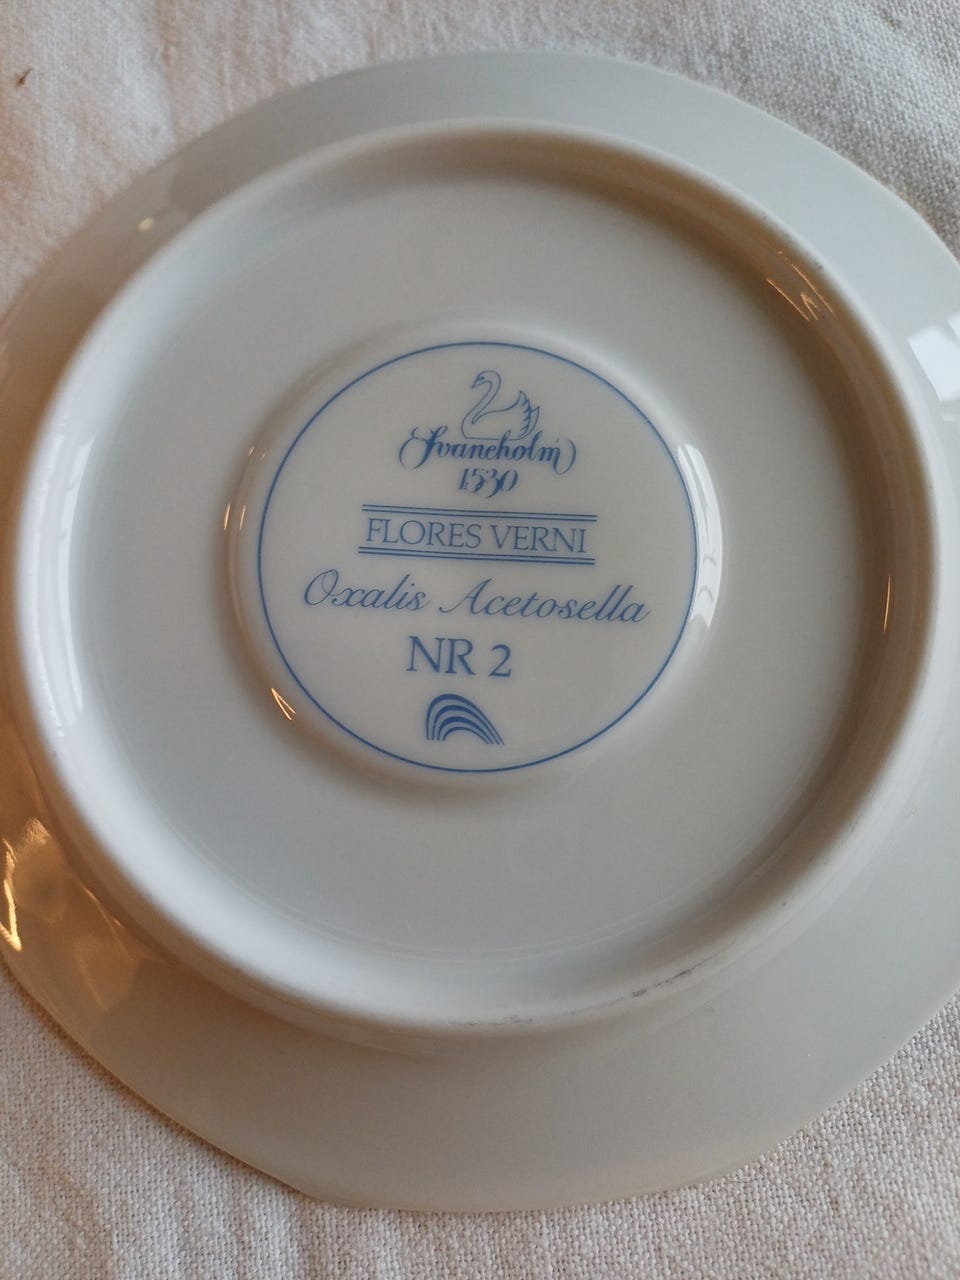 Svaneholm
1530
FLORES VERNI
Oxalis Acetosella
NR 2